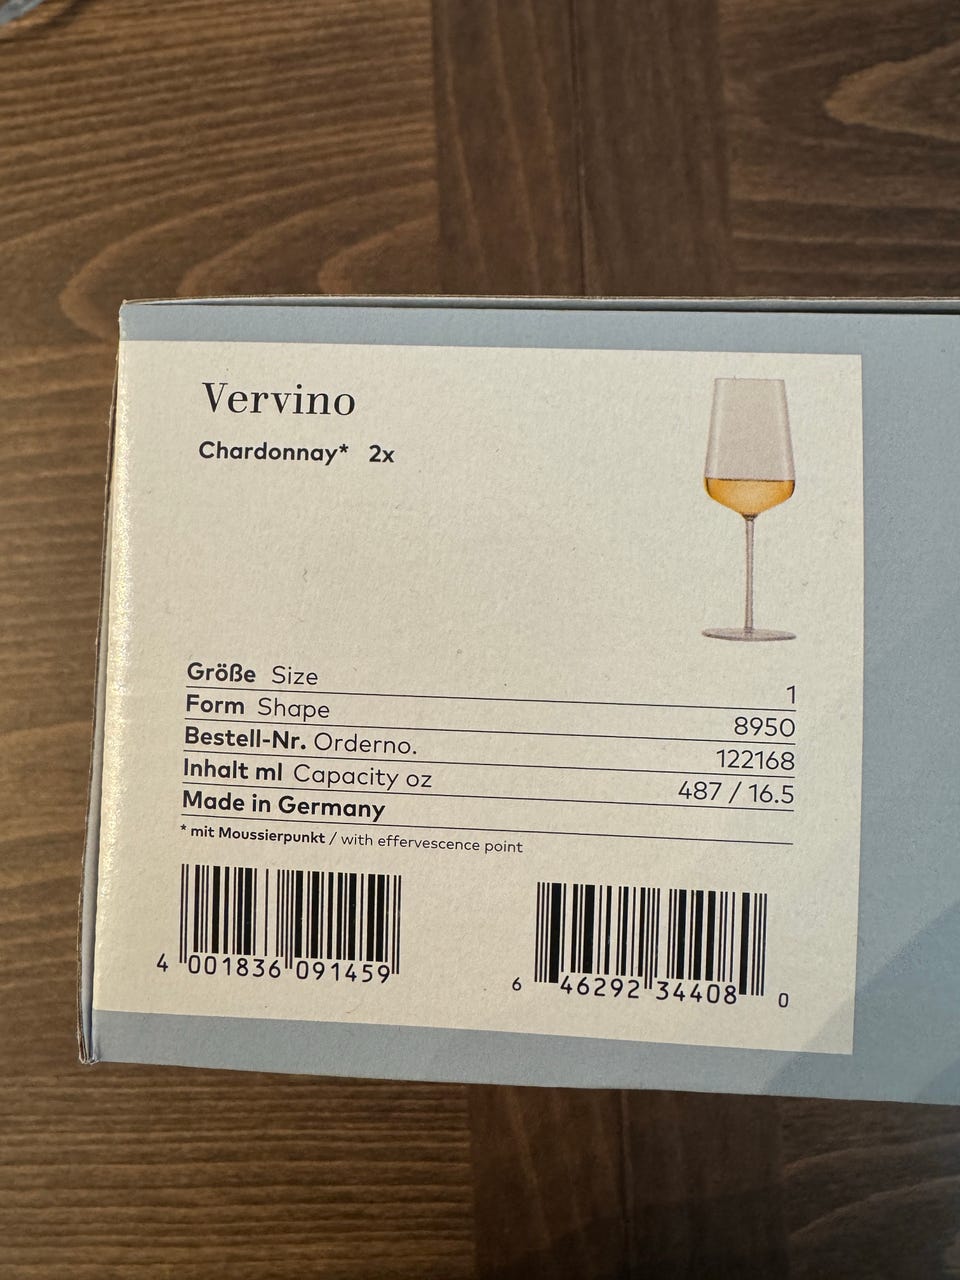 Vervino
Chardonnay* 2x
Größe Size 1
Form Shape 8950
Bestell-Nr. Orderno. 122168
Inhalt ml Capacity oz 487 / 16.5
Made in Germany
* mit Moussierpunkt / with effervescence point
4 001836 091459
6 46292 34408 0